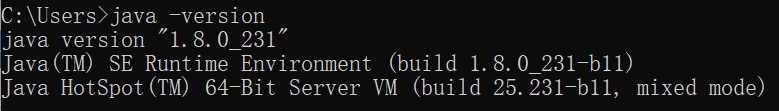 C:\Users>java -version
java version "1.8.0_231"
Java(TM) SE Runtime Environment (build 1.8.0_231-b11)
Java HotSpot(TM) 64-Bit Server VM (build 25.231-b11, mixed mode)